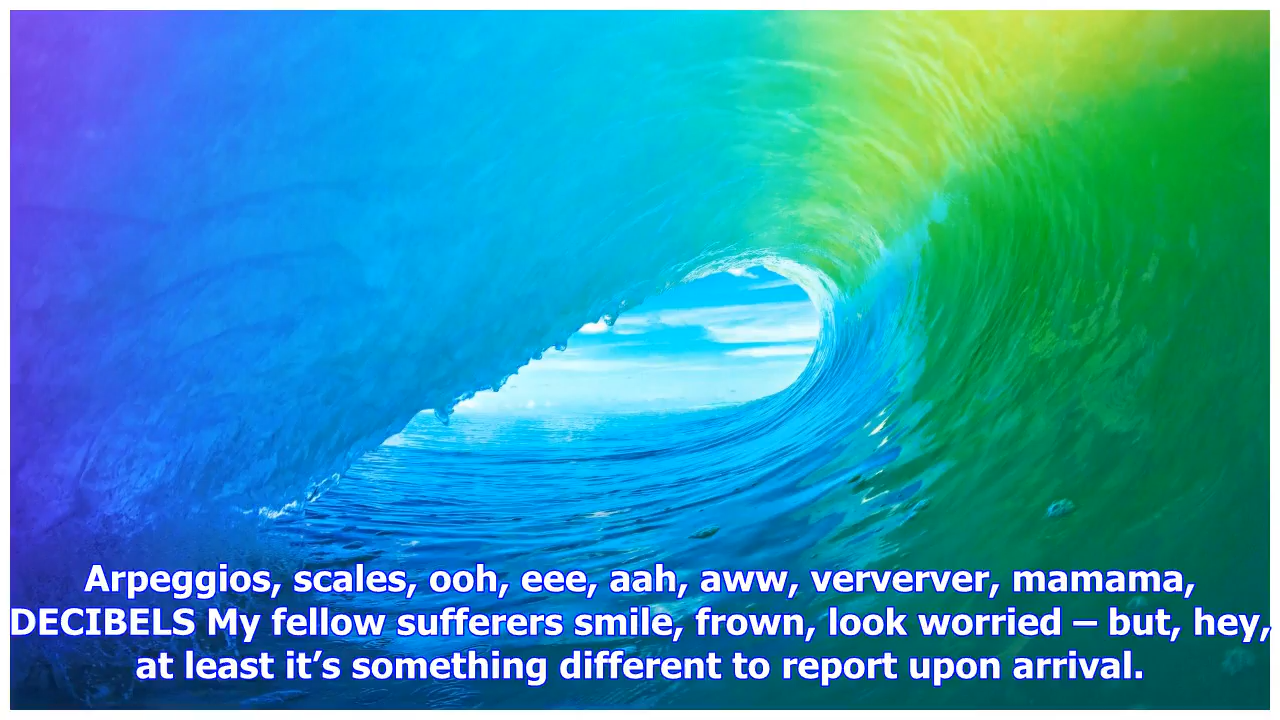 Arpeggios, scales, ooh, eee, aah, aww, ververver, mamama,
DECIBELS My fellow sufferers smile, frown, look worried – but, hey,
at least it’s something different to report upon arrival.